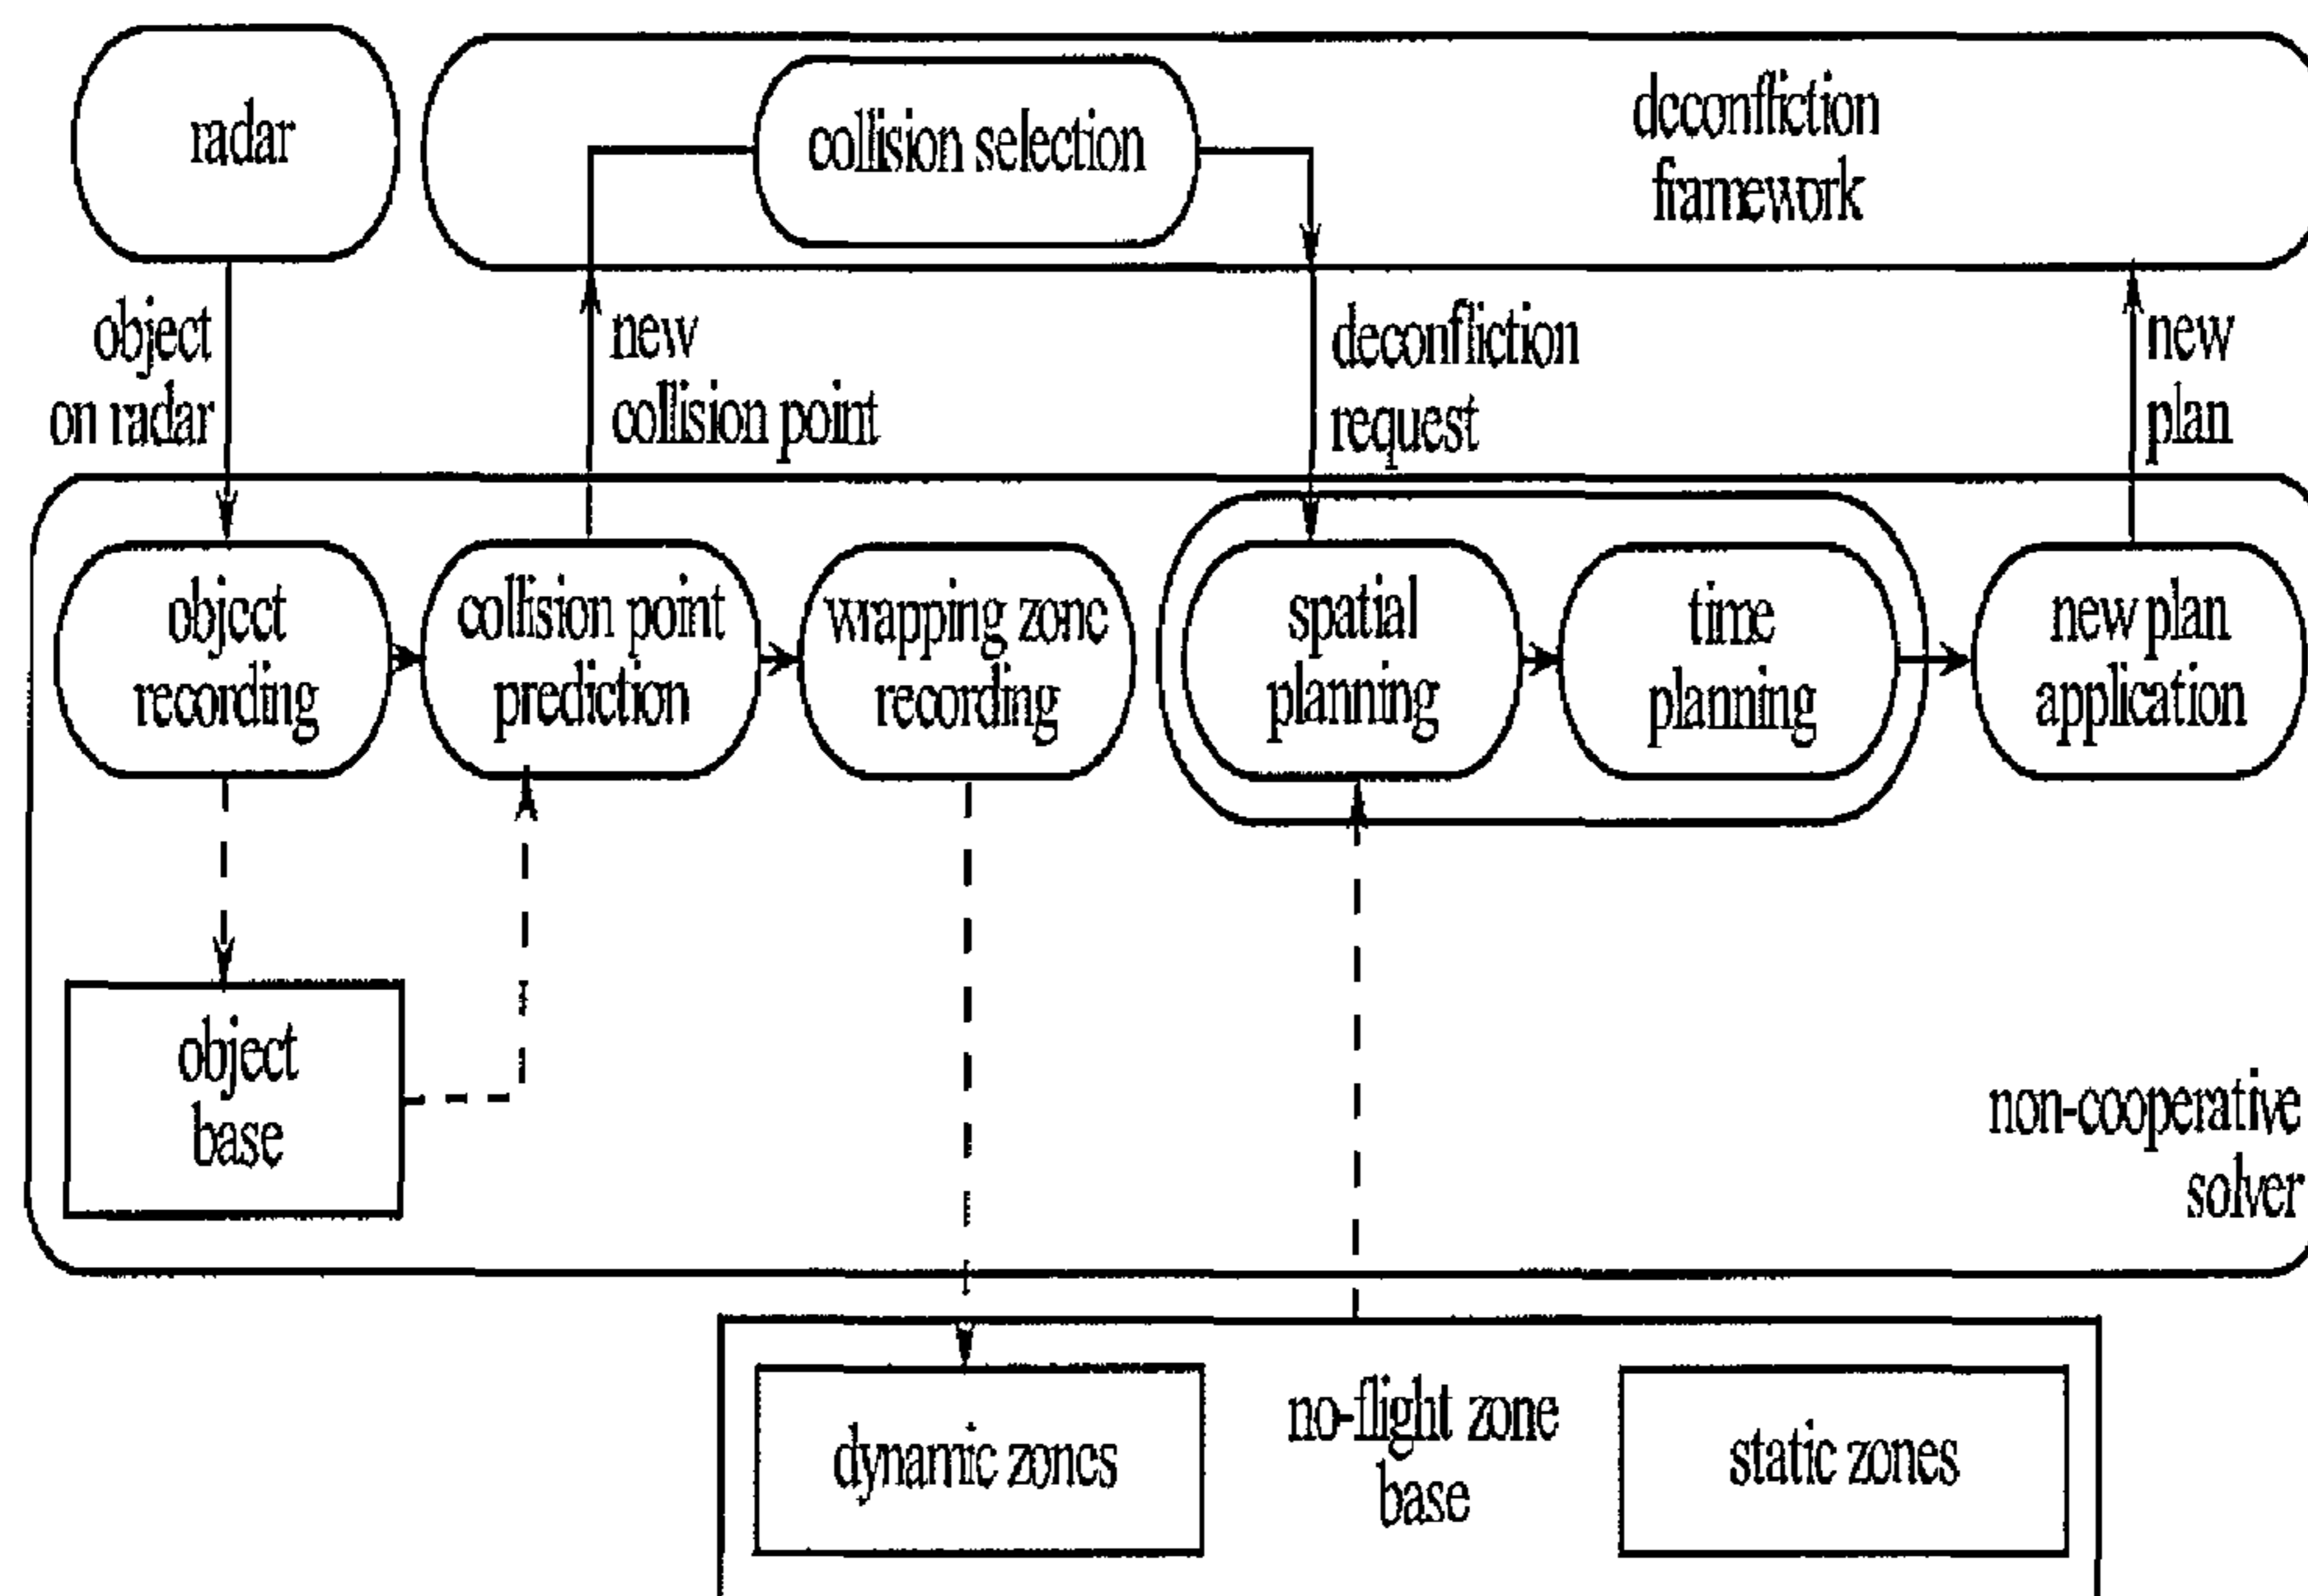 radar
collision selection
deconfliction
framework
object
on radar
new
collision point
deconfliction
request
new
plan
object
recording
collision point
prediction
wrapping zone
recording
spatial
planning
time
planning
new plan
application
object
base
non-cooperative
solver
dynamic zones
no-flight zone
base
static zones